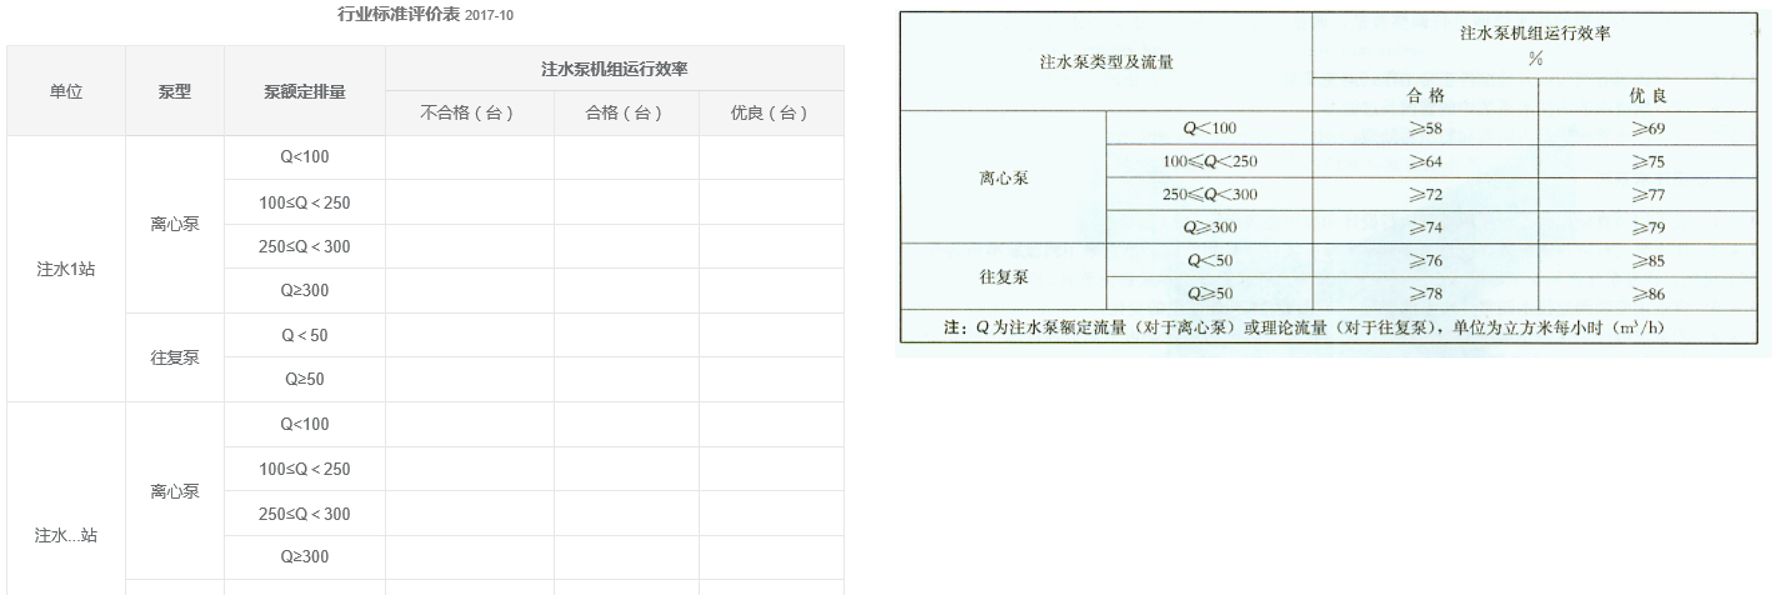 行业标准评价表 2017-10
单位 泵型 泵额定排量 注水泵机组运行效率
不合格（台） 合格（台） 优良（台）
注水1站 离心泵 Q<100
100≤Q＜250
250≤Q＜300
Q≥300
往复泵 Q＜50
Q≥50
注水...站 离心泵 Q<100
100≤Q＜250
250≤Q＜300
Q≥300
注水泵类型及流量 注水泵机组运行效率
%
合格 优良
离心泵 Q<100 ≥58 ≥69
100≤Q<250 ≥64 ≥75
250≤Q<300 ≥72 ≥77
Q≥300 ≥74 ≥79
往复泵 Q<50 ≥76 ≥85
Q≥50 ≥78 ≥86
注：Q为注水泵额定流量（对于离心泵）或理论流量（对于往复泵），单位为立方米每小时（m³/h）